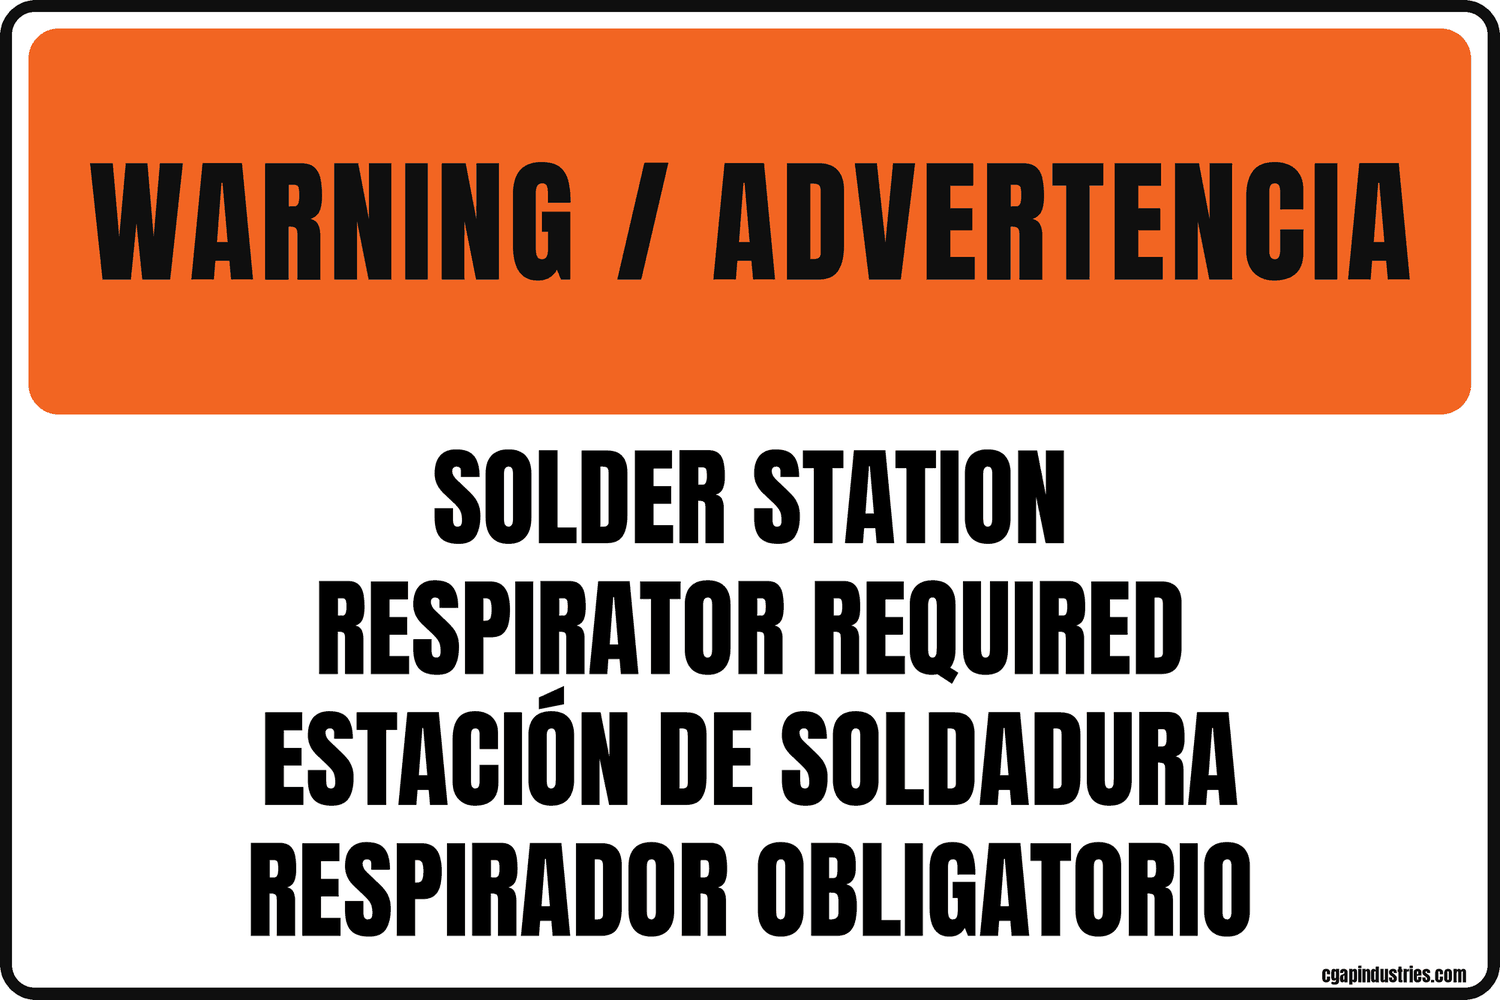 WARNING / ADVERTENCIA
SOLDER STATION
RESPIRATOR REQUIRED
ESTACIÓN DE SOLDADURA
RESPIRADOR OBLIGATORIO
cgapindustries.com